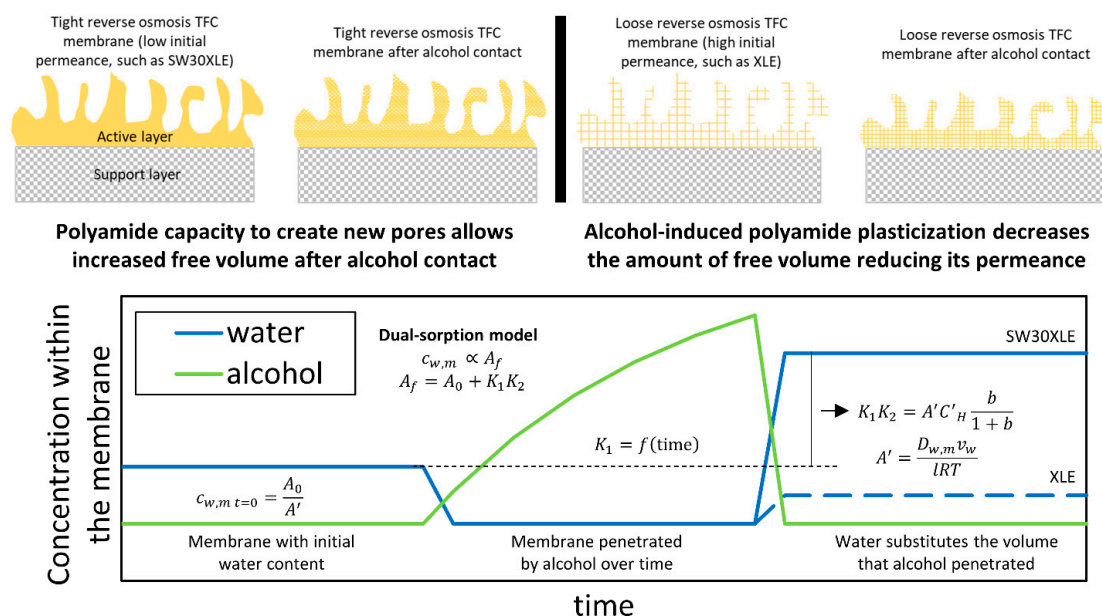 Tight reverse osmosis TFC
membrane (low initial
permeance, such as SW30XLE)
Tight reverse osmosis TFC
membrane after alcohol contact
Loose reverse osmosis TFC
membrane (high initial
permeance, such as XLE)
Loose reverse osmosis TFC
membrane after alcohol contact
Active layer
Support layer
Polyamide capacity to create new pores allows
increased free volume after alcohol contact
Alcohol-induced polyamide plasticization decreases
the amount of free volume reducing its permeance
Concentration within
the membrane
water
alcohol
Dual-sorption model
c_{w,m} ∝ A_f
A_f = A_0 + K_1K_2
SW30XLE
K_1K_2 = A'C'_H b/(1 + b)
K_1 = f(time)
A' = D_{w,m}v_w/lRT
XLE
c_{w,m t=0} = A_0/A'
Membrane with initial
water content
Membrane penetrated
by alcohol over time
Water substitutes the volume
that alcohol penetrated
time